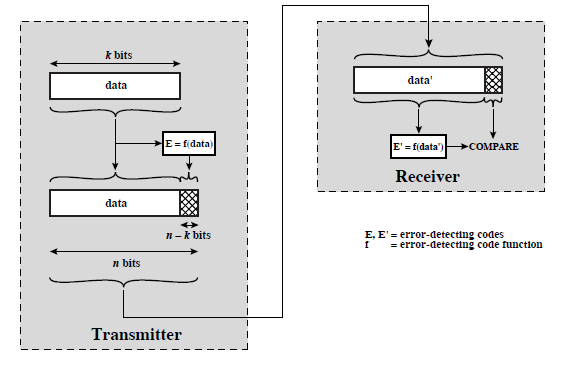 k bits
data
E = f(data)
data
n – k bits
n bits
Transmitter
data'
E' = f(data')
COMPARE
Receiver
E, E' = error-detecting codes
f = error-detecting code function